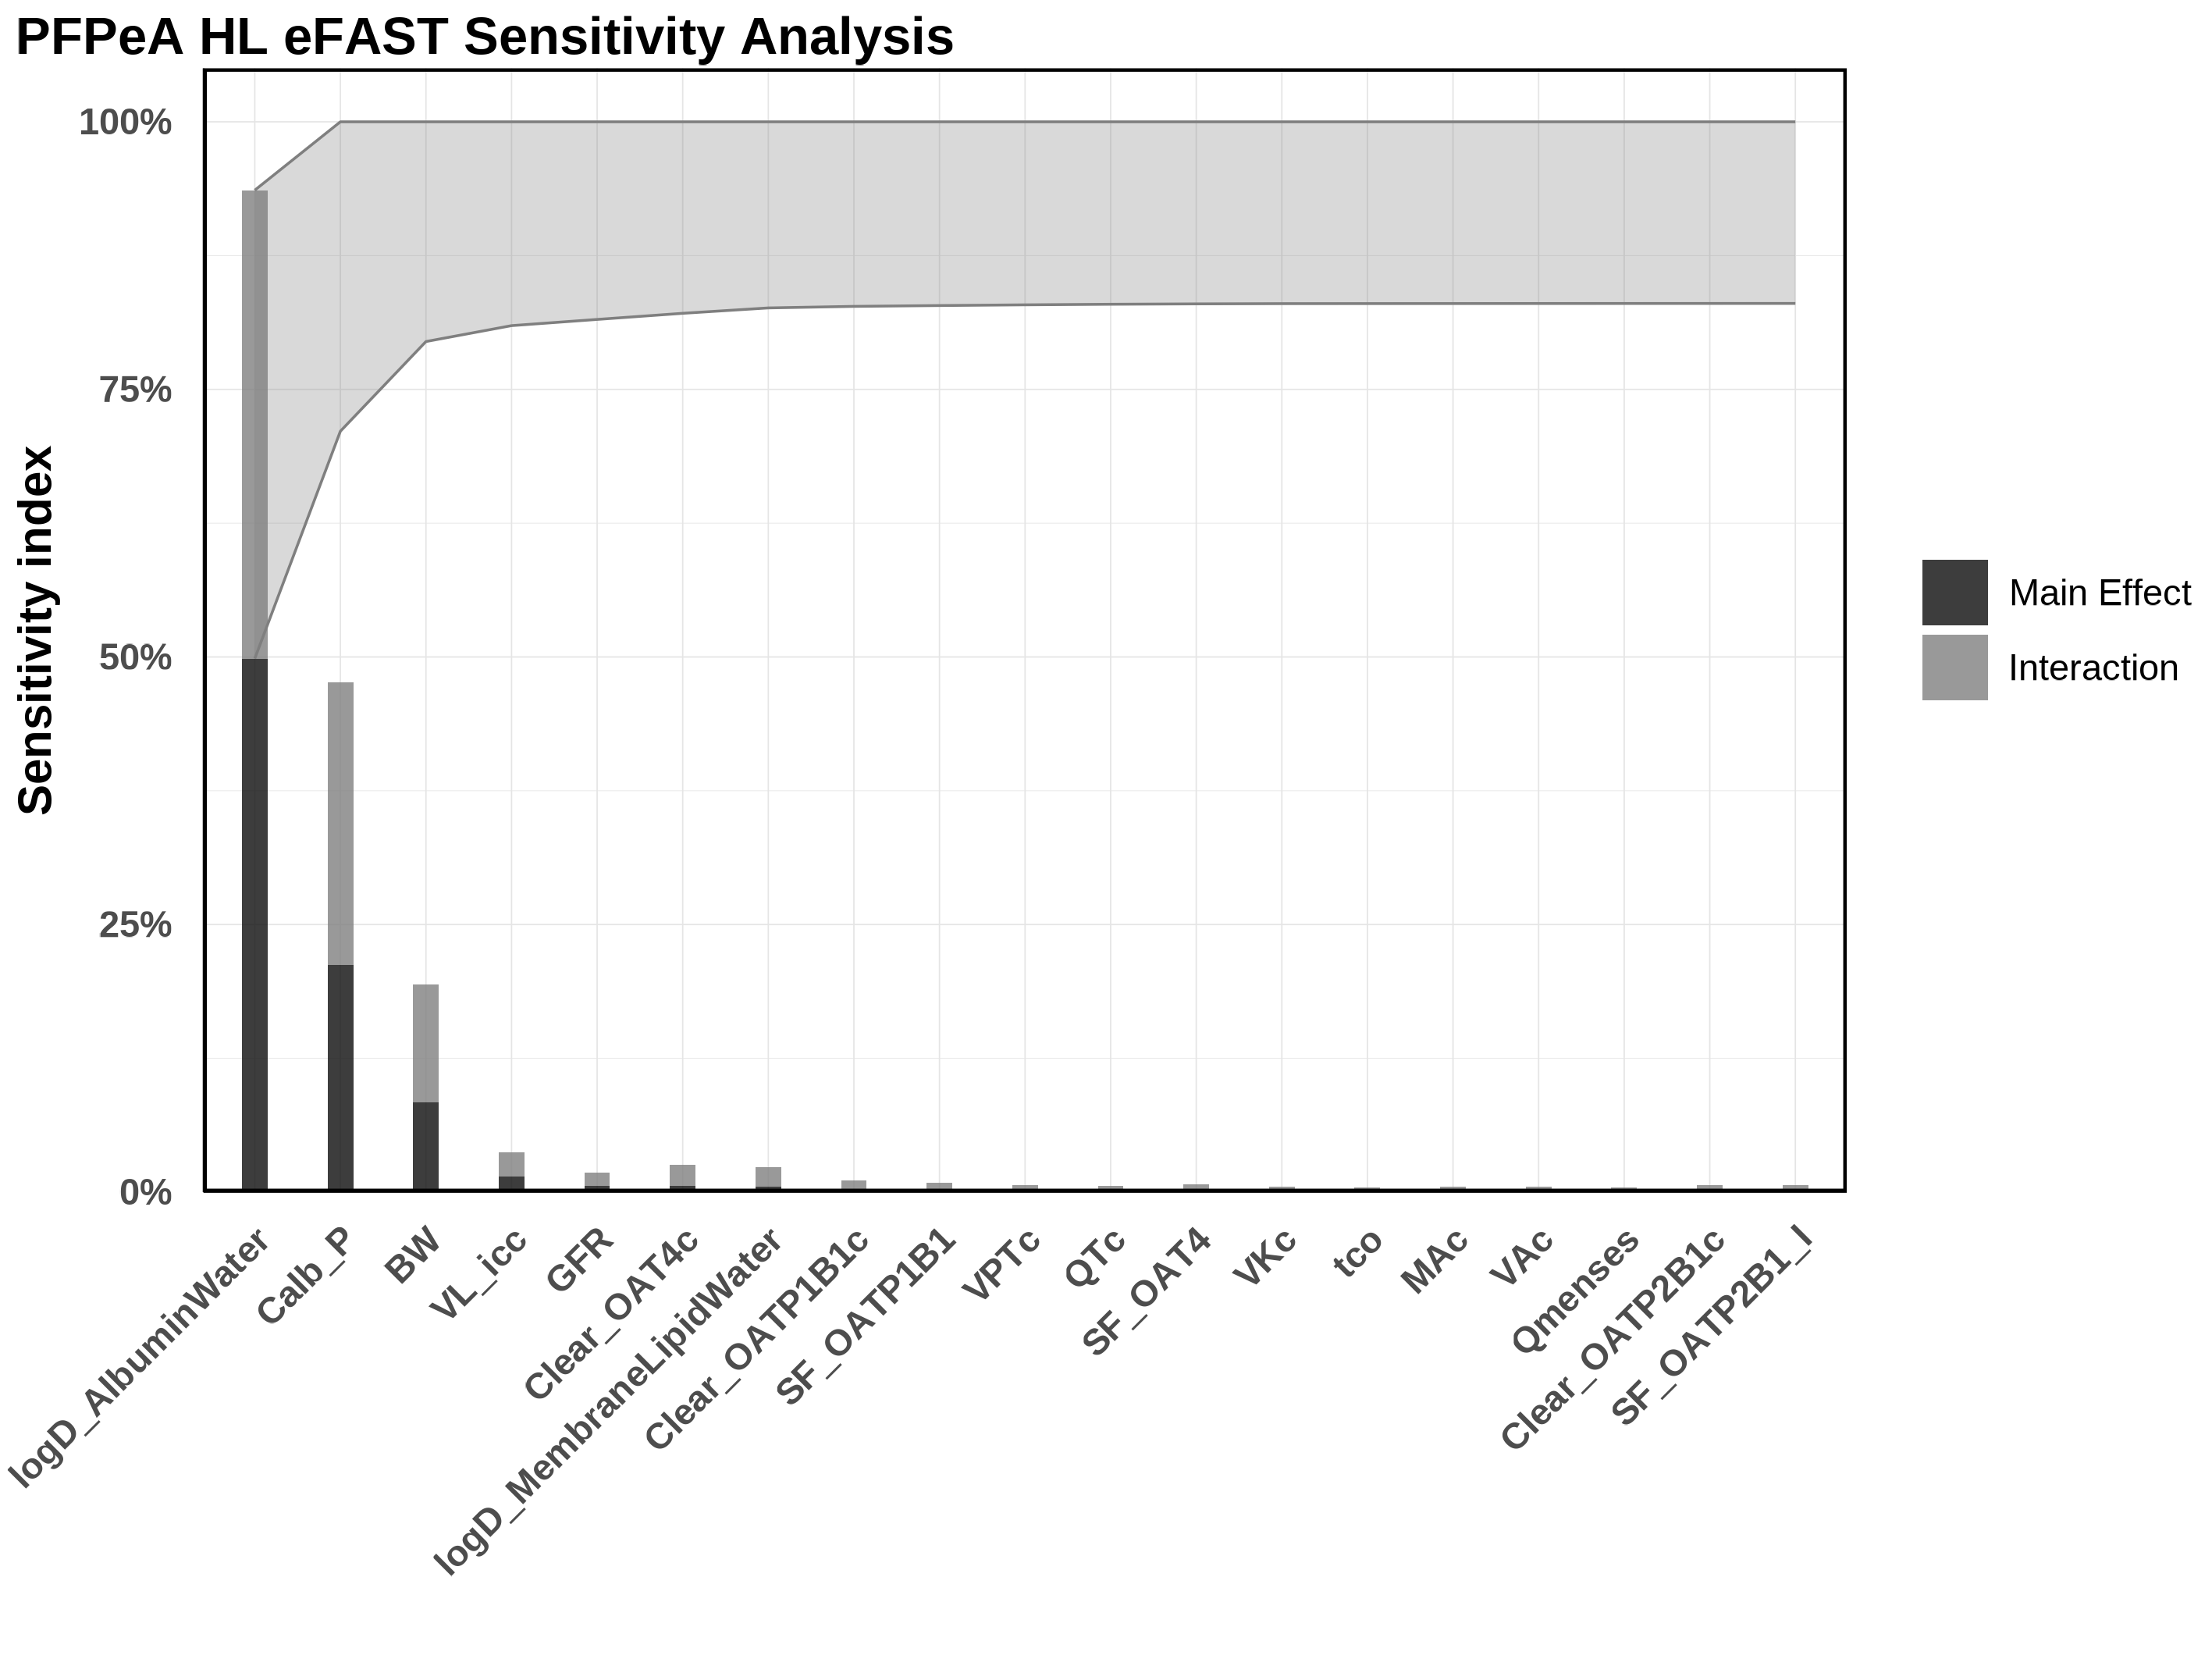 PFPeA HL eFAST Sensitivity Analysis
Sensitivity index
100%
75%
50%
25%
0%
logD_AlbuminWater
Calb_P
BW
VL_icc
GFR
Clear_OAT4c
logD_MembraneLipidWater
Clear_OATP1B1c
SF_OATP1B1
VPTc
QTc
SF_OAT4
VKc
tco
MAc
VAc
Qmenses
Clear_OATP2B1c
SF_OATP2B1_I
Main Effect
Interaction